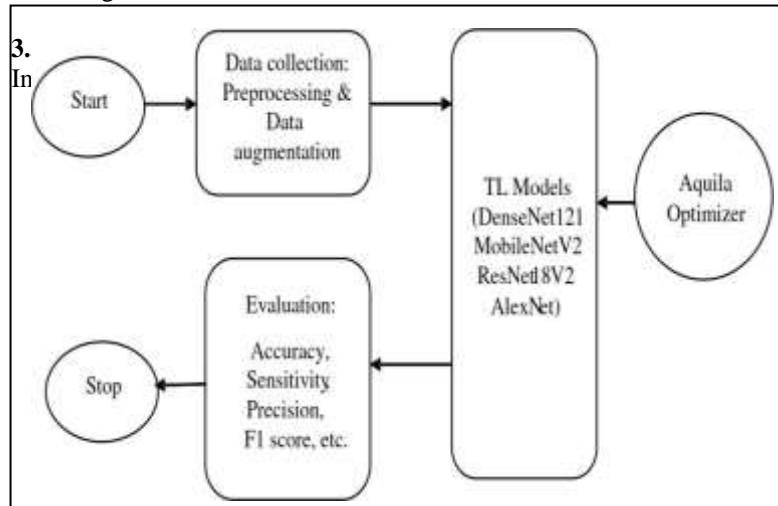 3.
In
Start
Data collection:
Preprocessing &
Data
augmentation
TL Models
(DenseNet121
MobileNetV2
ResNet18V2
AlexNet)
Aquila
Optimizer
Evaluation:
Accuracy,
Sensitivity,
Precision,
F1 score, etc.
Stop